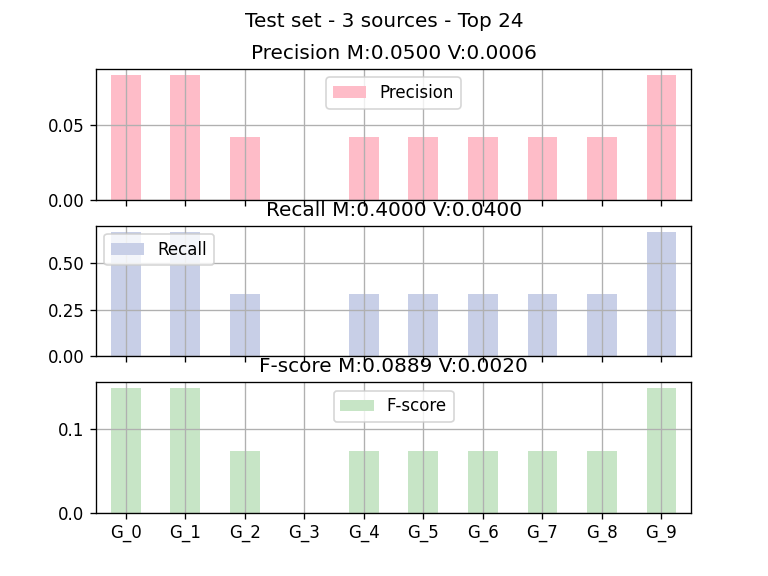 Test set - 3 sources - Top 24
Precision M:0.0500 V:0.0006
Precision
0.05
0.00
Recall M:0.4000 V:0.0400
Recall
0.50
0.25
0.00
F-score M:0.0889 V:0.0020
F-score
0.1
0.0
G_0 G_1 G_2 G_3 G_4 G_5 G_6 G_7 G_8 G_9